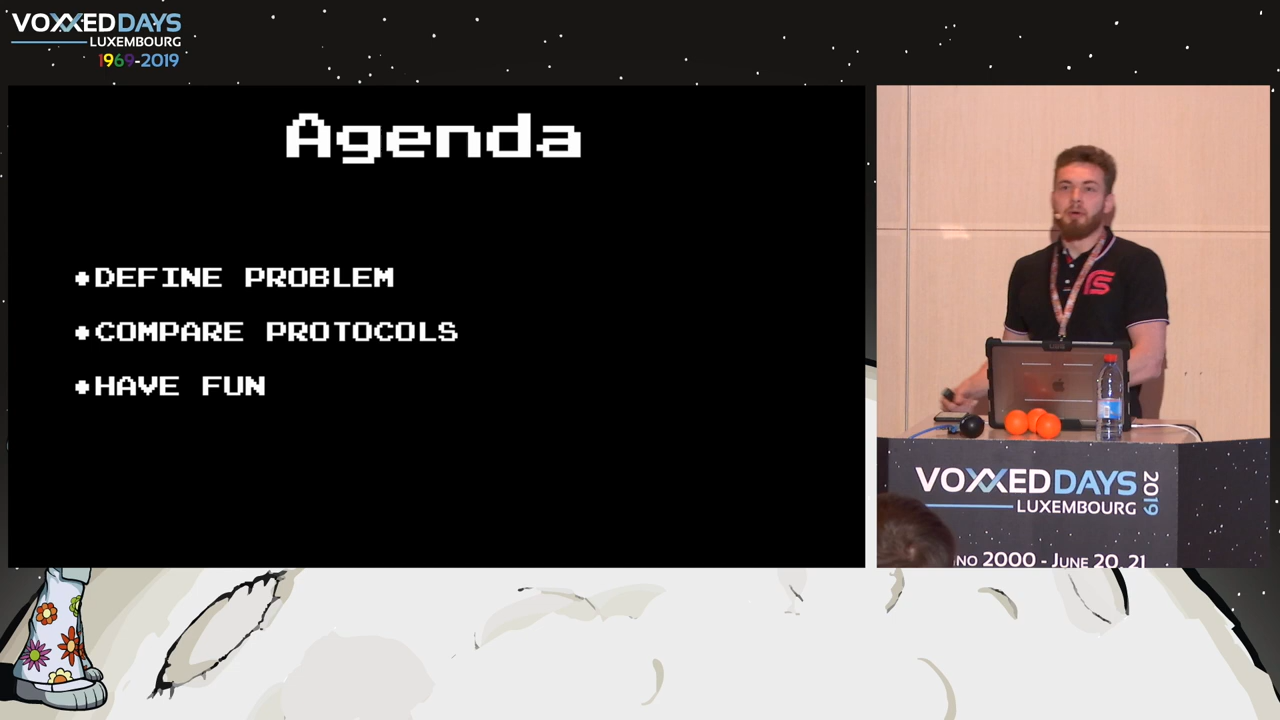 VOXXED DAYS
LUXEMBOURG
1969-2019
Agenda
•DEFINE PROBLEM
•COMPARE PROTOCOLS
•HAVE FUN
VOXXED DAYS 2019
LUXEMBOURG
NO 2000 - JUNE 20, 21